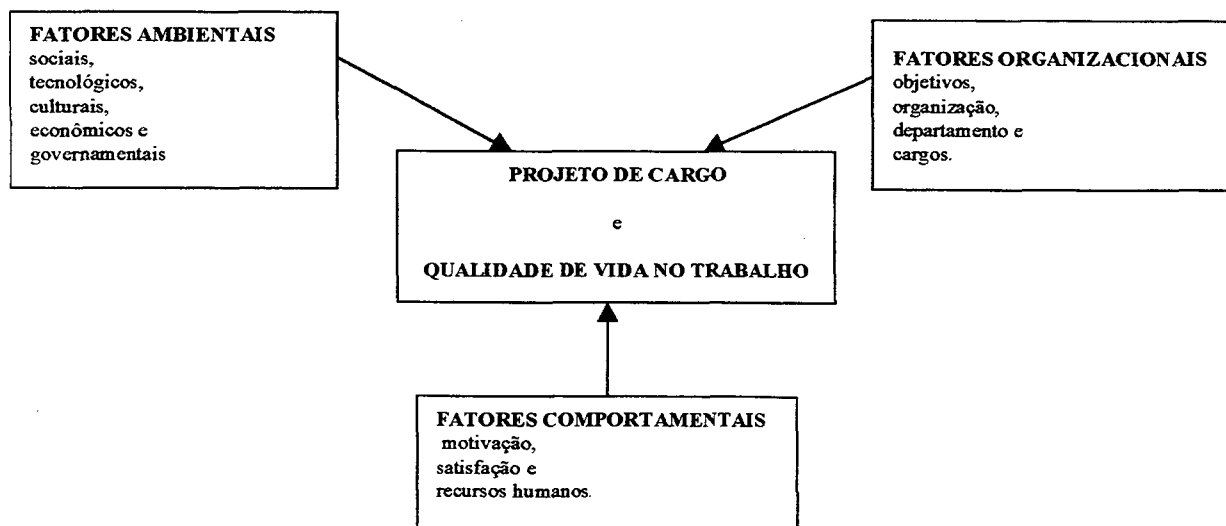 FATORES AMBIENTAIS
sociais,
tecnológicos,
culturais,
econômicos e
governamentais
FATORES ORGANIZACIONAIS
objetivos,
organização,
departamento e
cargos.
PROJETO DE CARGO
e
QUALIDADE DE VIDA NO TRABALHO
FATORES COMPORTAMENTAIS
motivação,
satisfação e
recursos humanos.